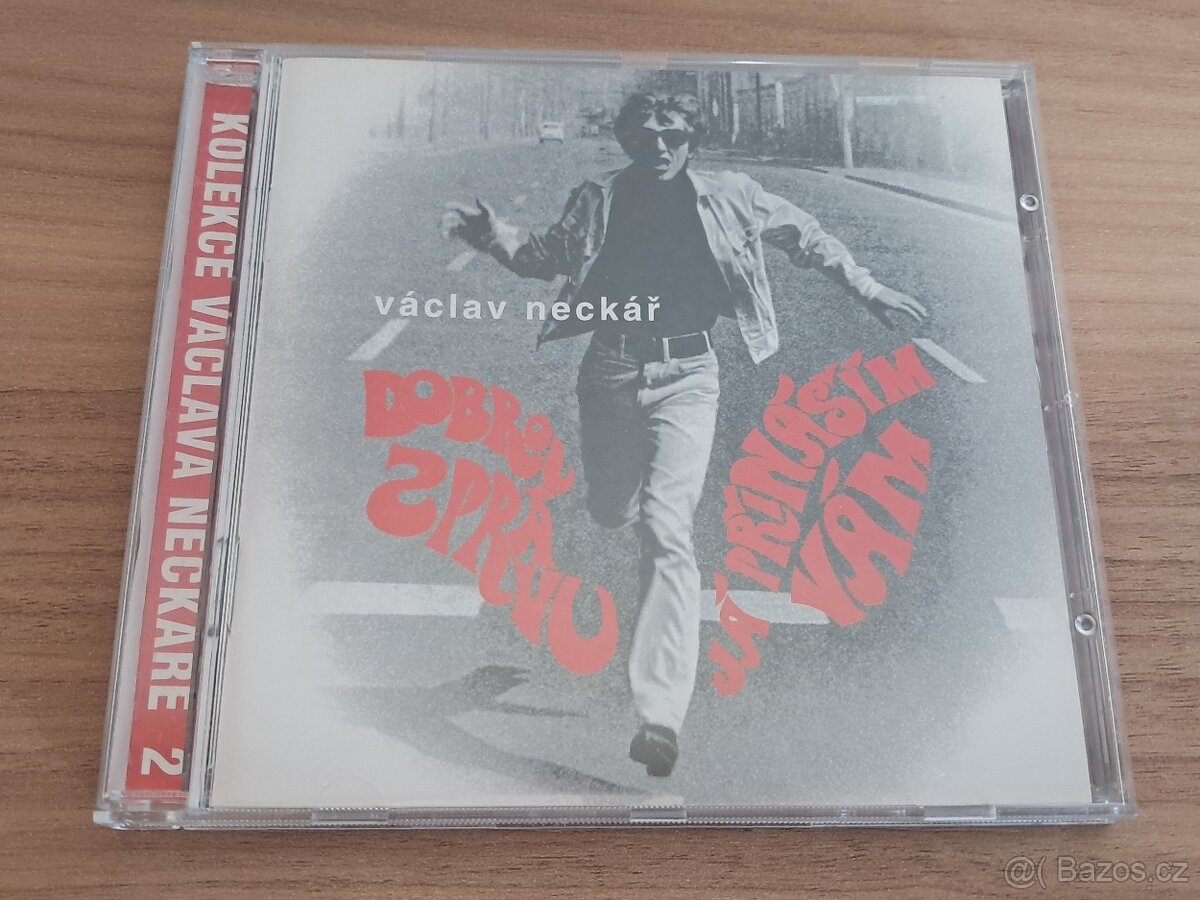 KOLEKCE VÁCLAVA NECKÁŘE 2
václav neckář
DOBROU
ZPRÁVU
JÁ PŘINÁŠÍM
VÁM
@( Bazos.cz